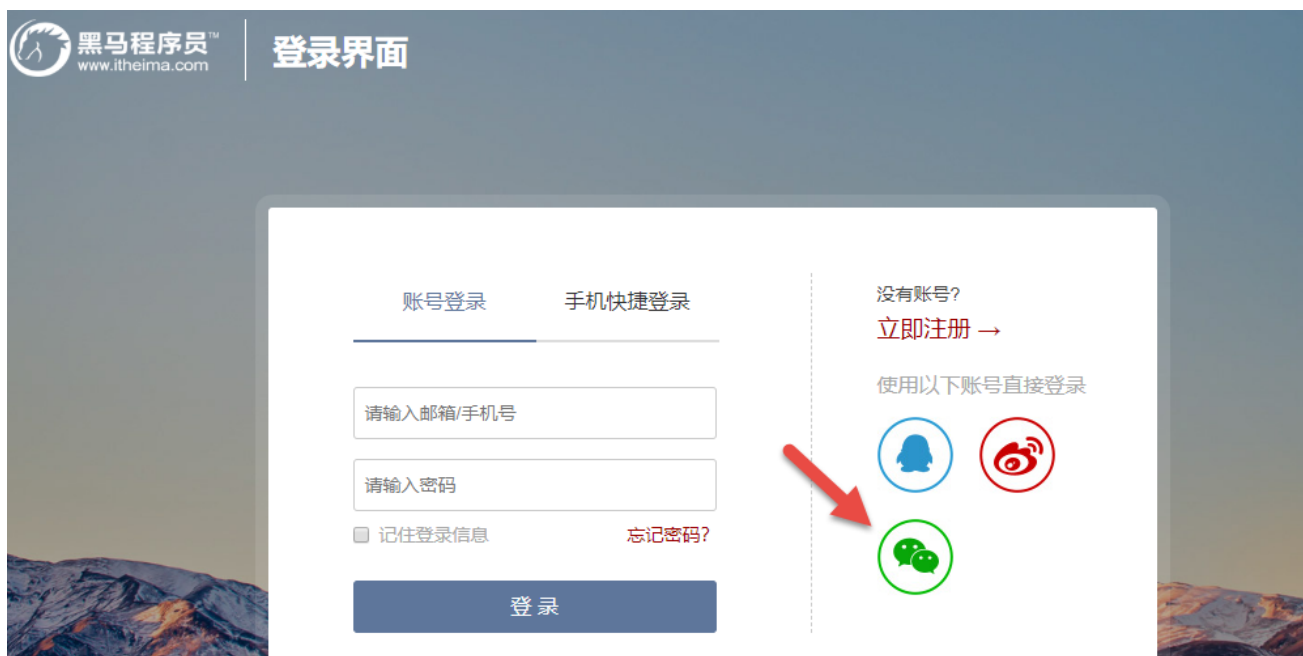 黑马程序员™
www.itheima.com
登录界面
账号登录
手机快捷登录
请输入邮箱/手机号
请输入密码
记住登录信息
忘记密码?
登 录
没有账号?
立即注册 →
使用以下账号直接登录